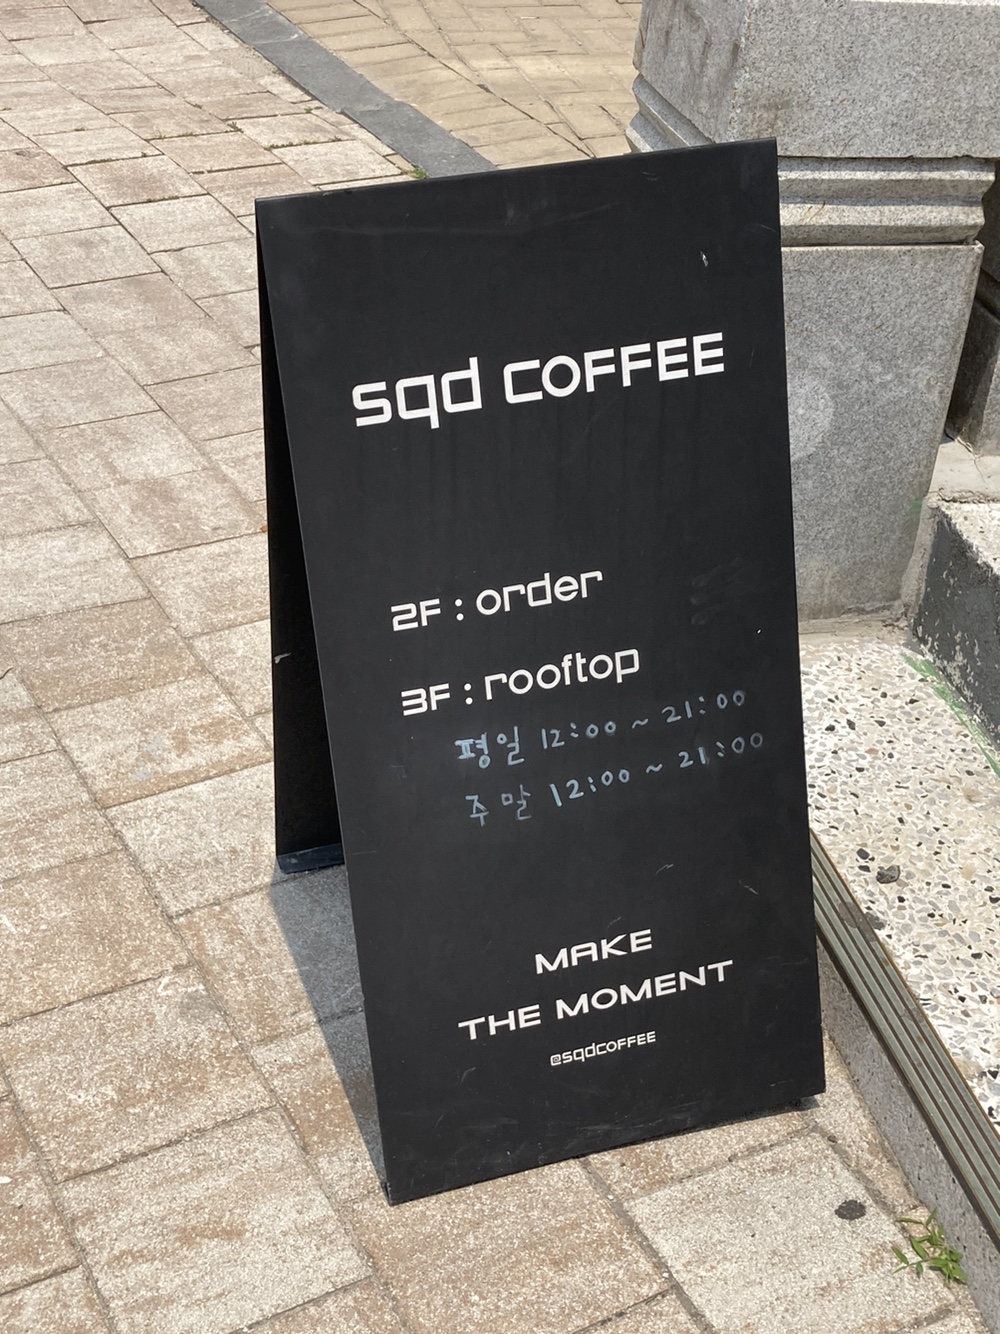 sqd COFFEE
2F : order
3F : rooftop
평일 12:00 ~ 21:00
주말 12:00 ~ 21:00
MAKE
THE MOMENT
@sqdCOFFEE